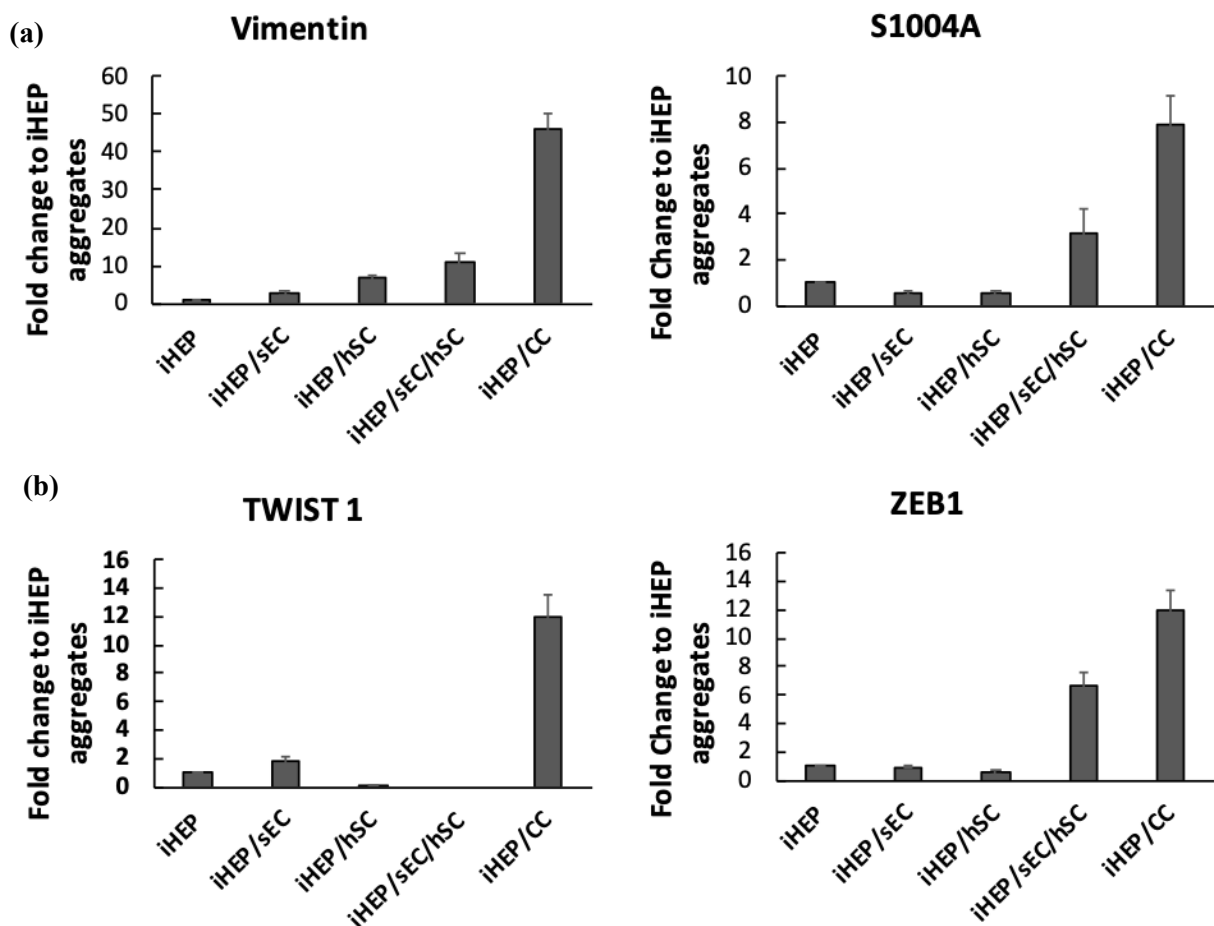 (a)
Vimentin
Fold change to iHEP
aggregates
60
50
40
30
20
10
0
iHEP
iHEP/sEC
iHEP/hSC
iHEP/sEC/hSC
iHEP/CC
S1004A
Fold Change to iHEP
aggregates
10
8
6
4
2
0
iHEP
iHEP/sEC
iHEP/hSC
iHEP/sEC/hSC
iHEP/CC
(b)
TWIST 1
Fold change to iHEP
aggregates
16
14
12
10
8
6
4
2
0
iHEP
iHEP/sEC
iHEP/hSC
iHEP/sEC/hSC
iHEP/CC
ZEB1
Fold Change to iHEP
aggregates
16
14
12
10
8
6
4
2
0
iHEP
iHEP/sEC
iHEP/hSC
iHEP/sEC/hSC
iHEP/CC